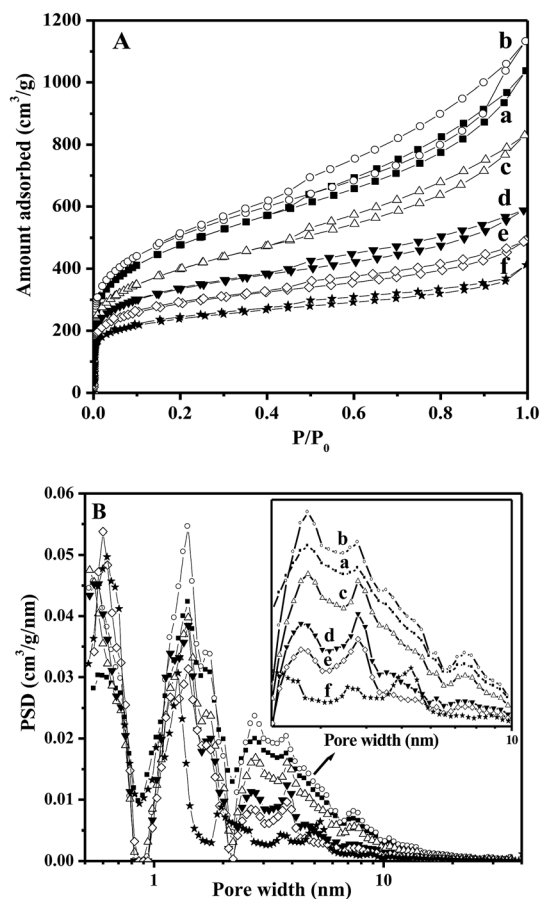 A
1200
1000
800
600
400
200
0
Amount adsorbed (cm³/g)
b
a
c
d
e
f
0.0 0.2 0.4 0.6 0.8 1.0
P/P₀
B
0.06
0.05
0.04
0.03
0.02
0.01
0.00
PSD (cm³/g/nm)
b
a
c
d
e
f
10
Pore width (nm)
1 10
Pore width (nm)